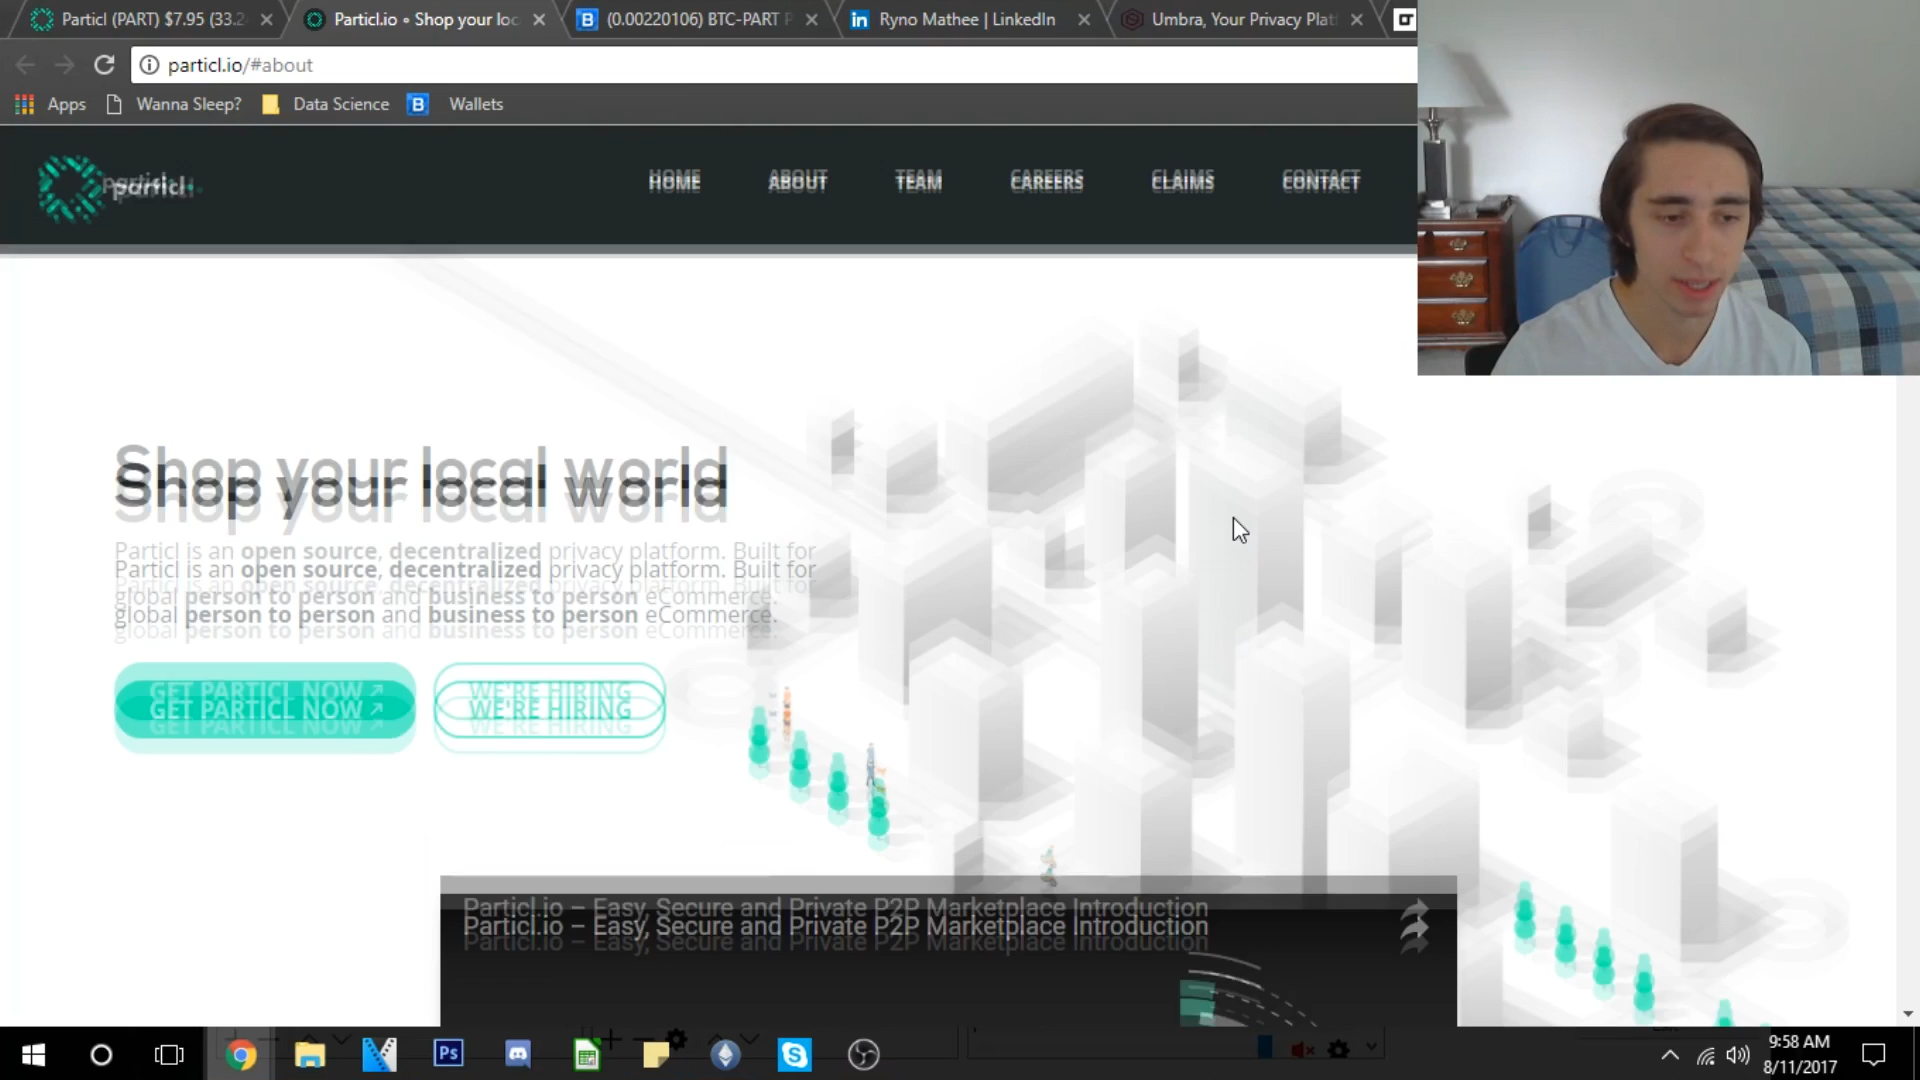 Particl (PART) $7.95 (33.2
Particl.io • Shop your loc
(0.00220106) BTC-PART P
Ryno Mathee | LinkedIn
Umbra, Your Privacy Plat
particl.io/#about
Apps
Wanna Sleep?
Data Science
Wallets
particl
HOME
ABOUT
TEAM
CAREERS
CLAIMS
CONTACT
Shop your local world
Particl is an open source, decentralized privacy platform. Built for
global person to person and business to person eCommerce.
GET PARTICL NOW ↗
WE'RE HIRING
Particl.io – Easy, Secure and Private P2P Marketplace Introduction
9:58 AM
8/11/2017